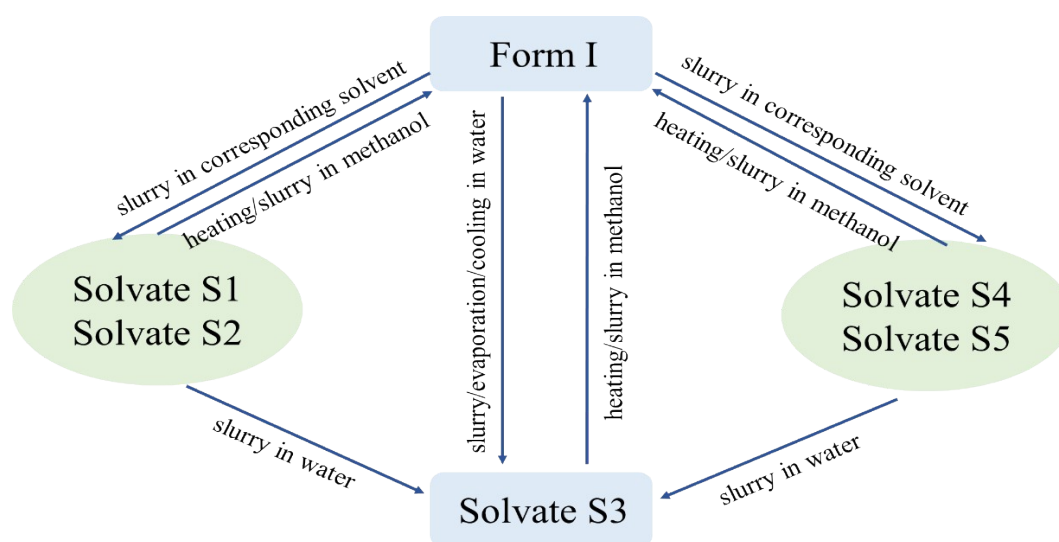 Form I
slurry in corresponding solvent
heating/slurry in methanol
slurry/evaporation/cooling in water
heating/slurry in methanol
slurry in corresponding solvent
heating/slurry in methanol
Solvate S1
Solvate S2
Solvate S4
Solvate S5
slurry in water
slurry in water
Solvate S3